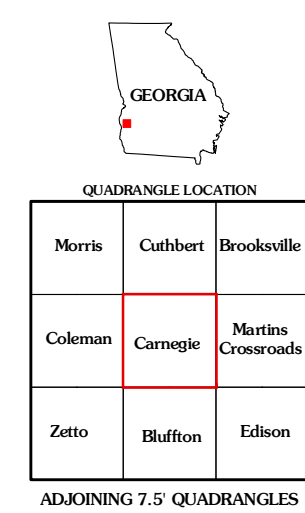 GEORGIA
QUADRANGLE LOCATION
Morris Cuthbert Brooksville
Coleman Carnegie Martins Crossroads
Zetto Bluffton Edison
ADJOINING 7.5' QUADRANGLES